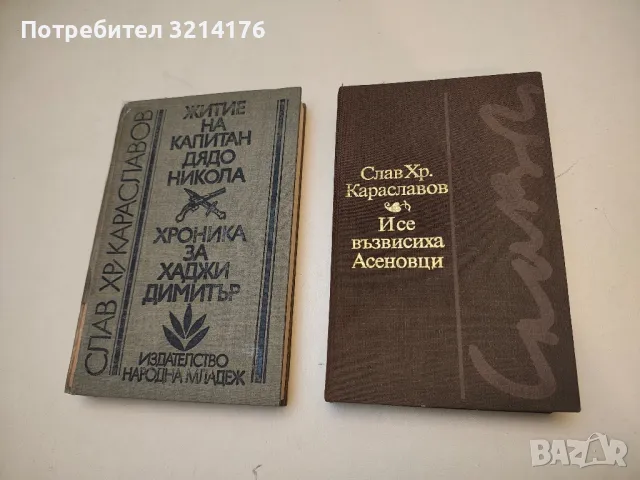 Потребител 3214176
СЛАВ ХР. КАРАСЛАВОВ
ЖИТИЕ
НА
КАПИТАН
ДЯДО
НИКОЛА
ХРОНИКА
ЗА
ХАДЖИ
ДИМИТЪР
ИЗДАТЕЛСТВО
НАРОДНА МЛАДЕЖ
Слав Хр.
Караславов
И се
възвисиха
Асеновци
BAZAR